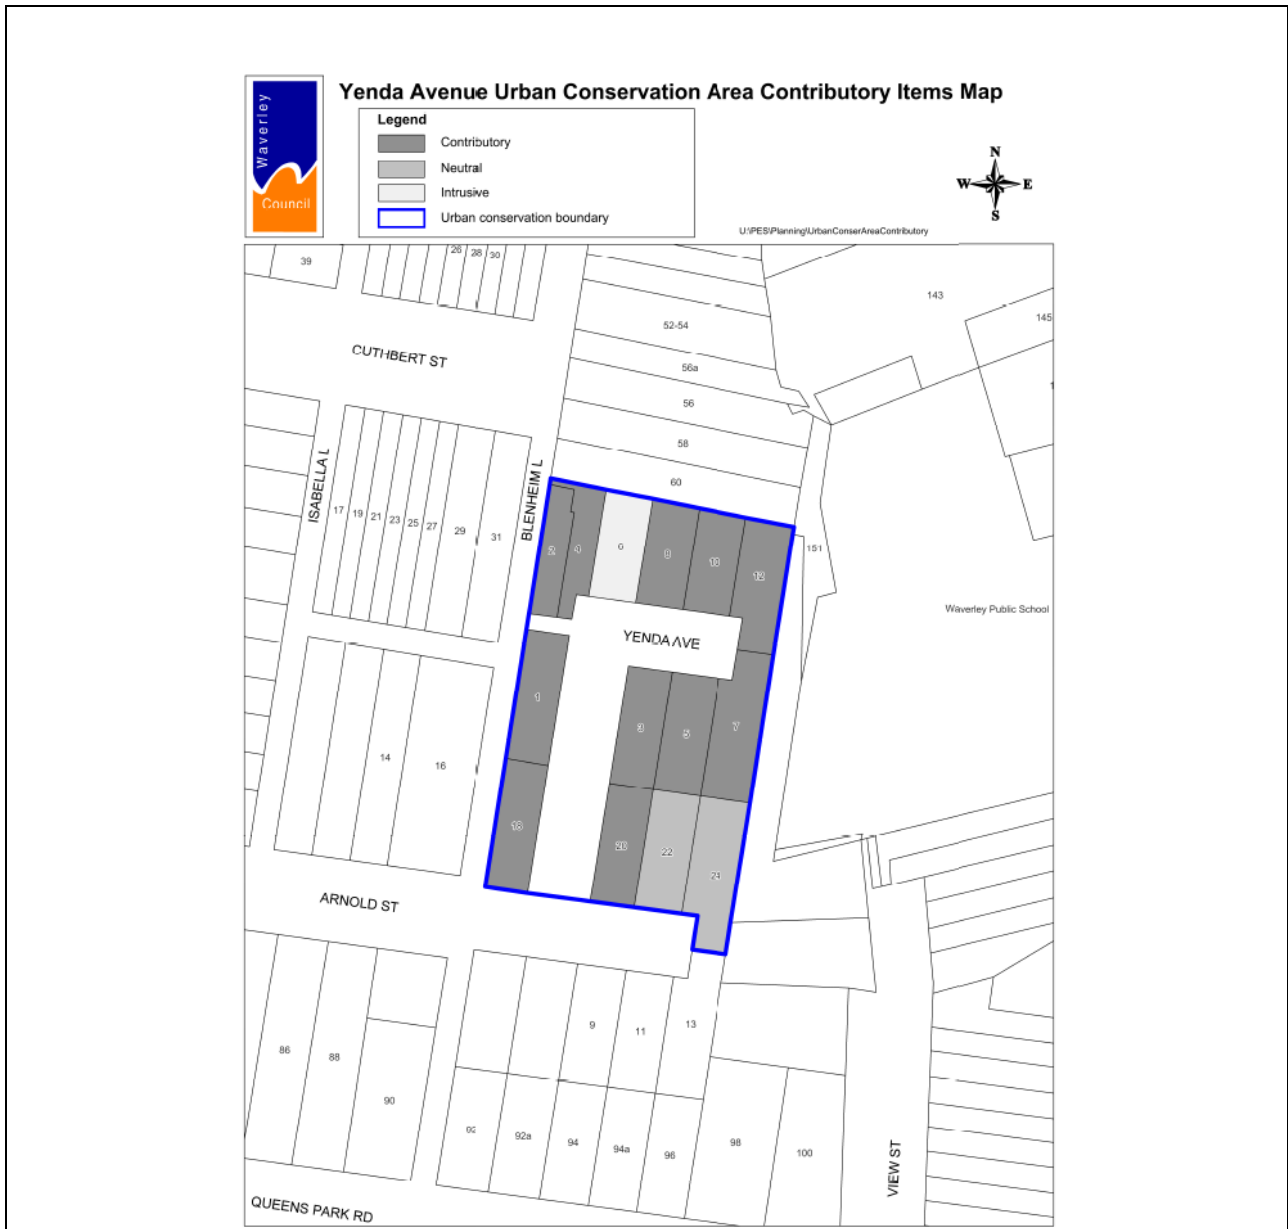 Waverley
Council
Yenda Avenue Urban Conservation Area Contributory Items Map
Legend
Contributory
Neutral
Intrusive
Urban conservation boundary
N
W E
S
U:\PES\Planning\UrbanConserAreaContributory
39
26 28 30
143
145
52-54
CUTHBERT ST
56a
56
58
60
ISABELLA L
BLENHEIM L
17 19 21 23 25 27 29 31
2 4 6 8 10 12
151
Waverley Public School
YENDA AVE
1
3 5 7
14 16
18
20 22 24
ARNOLD ST
9 11 13
86 88
90
92 92a 94 94a 96 98 100
VIEW ST
QUEENS PARK RD